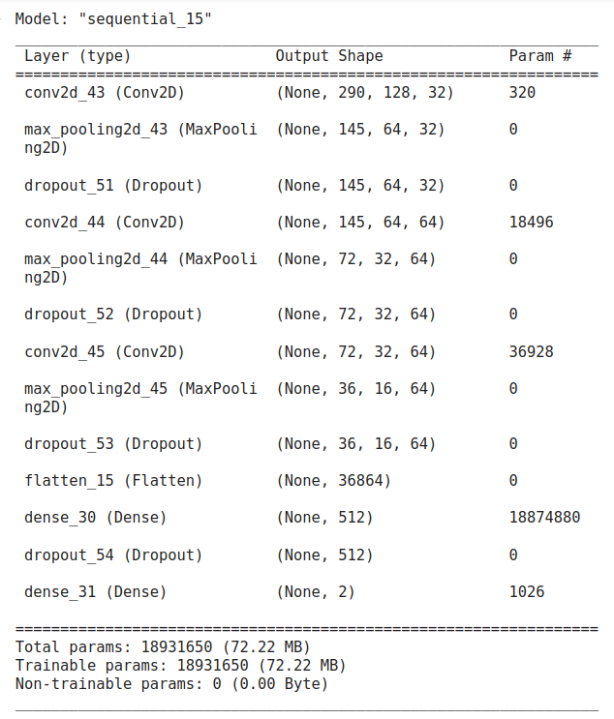 Model: "sequential_15"
Layer (type) Output Shape Param #
conv2d_43 (Conv2D) (None, 290, 128, 32) 320
max_pooling2d_43 (MaxPooli (None, 145, 64, 32) 0
ng2D)
dropout_51 (Dropout) (None, 145, 64, 32) 0
conv2d_44 (Conv2D) (None, 145, 64, 64) 18496
max_pooling2d_44 (MaxPooli (None, 72, 32, 64) 0
ng2D)
dropout_52 (Dropout) (None, 72, 32, 64) 0
conv2d_45 (Conv2D) (None, 72, 32, 64) 36928
max_pooling2d_45 (MaxPooli (None, 36, 16, 64) 0
ng2D)
dropout_53 (Dropout) (None, 36, 16, 64) 0
flatten_15 (Flatten) (None, 36864) 0
dense_30 (Dense) (None, 512) 18874880
dropout_54 (Dropout) (None, 512) 0
dense_31 (Dense) (None, 2) 1026
Total params: 18931650 (72.22 MB)
Trainable params: 18931650 (72.22 MB)
Non-trainable params: 0 (0.00 Byte)